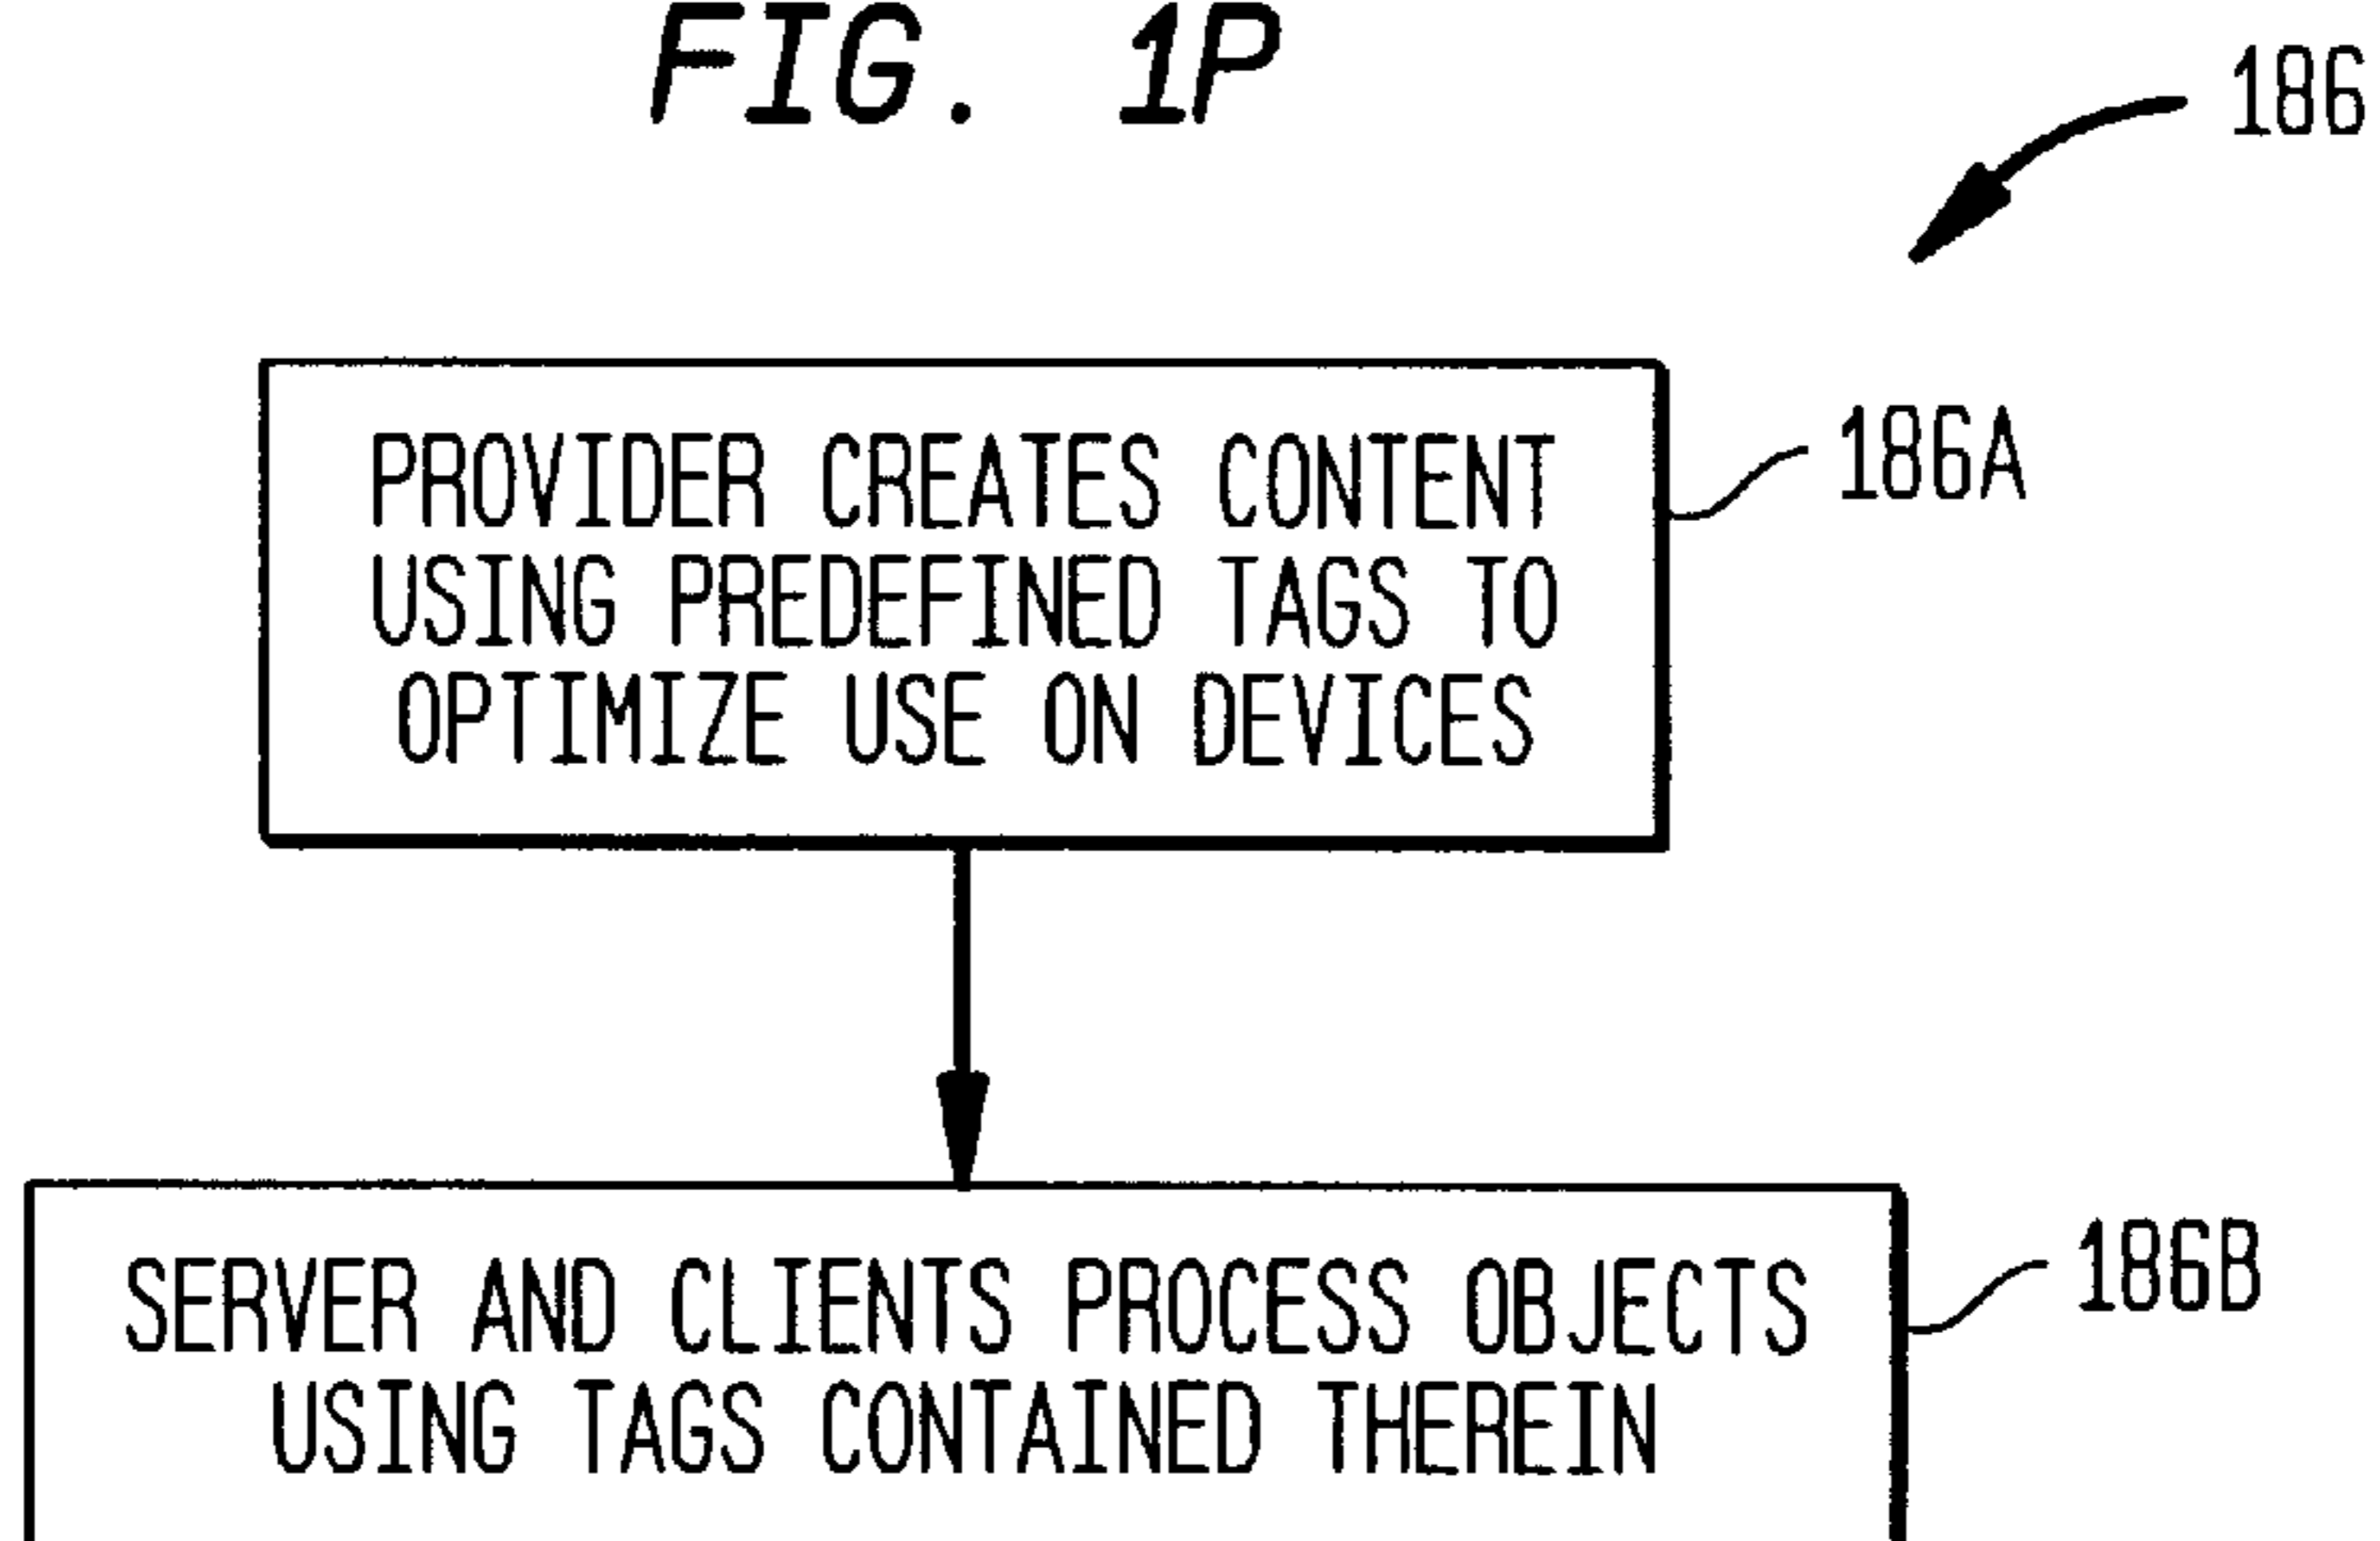 FIG. 1P
186
PROVIDER CREATES CONTENT
USING PREDEFINED TAGS TO
OPTIMIZE USE ON DEVICES
186A
SERVER AND CLIENTS PROCESS OBJECTS
USING TAGS CONTAINED THEREIN
186B